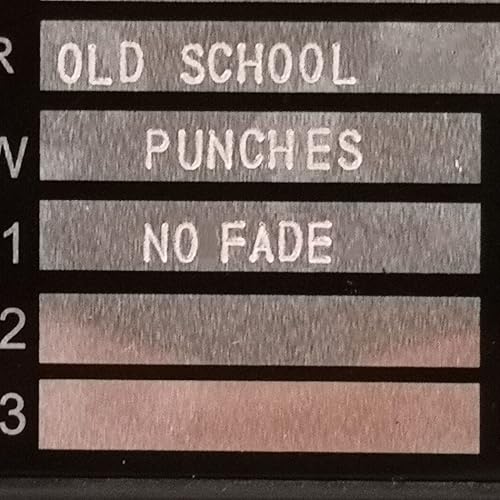 R OLD SCHOOL
W PUNCHES
1 NO FADE
2
3